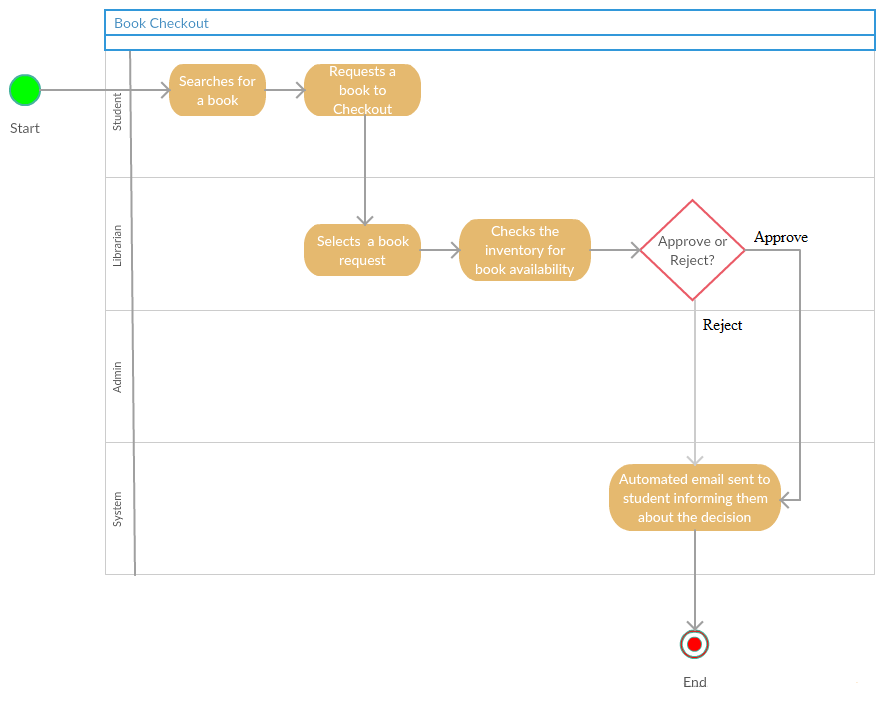 Book Checkout
Start
Student
Searches for
a book
Requests a
book to
Checkout
Librarian
Selects a book
request
Checks the
inventory for
book availability
Approve or
Reject?
Approve
Reject
Admin
System
Automated email sent to
student informing them
about the decision
End